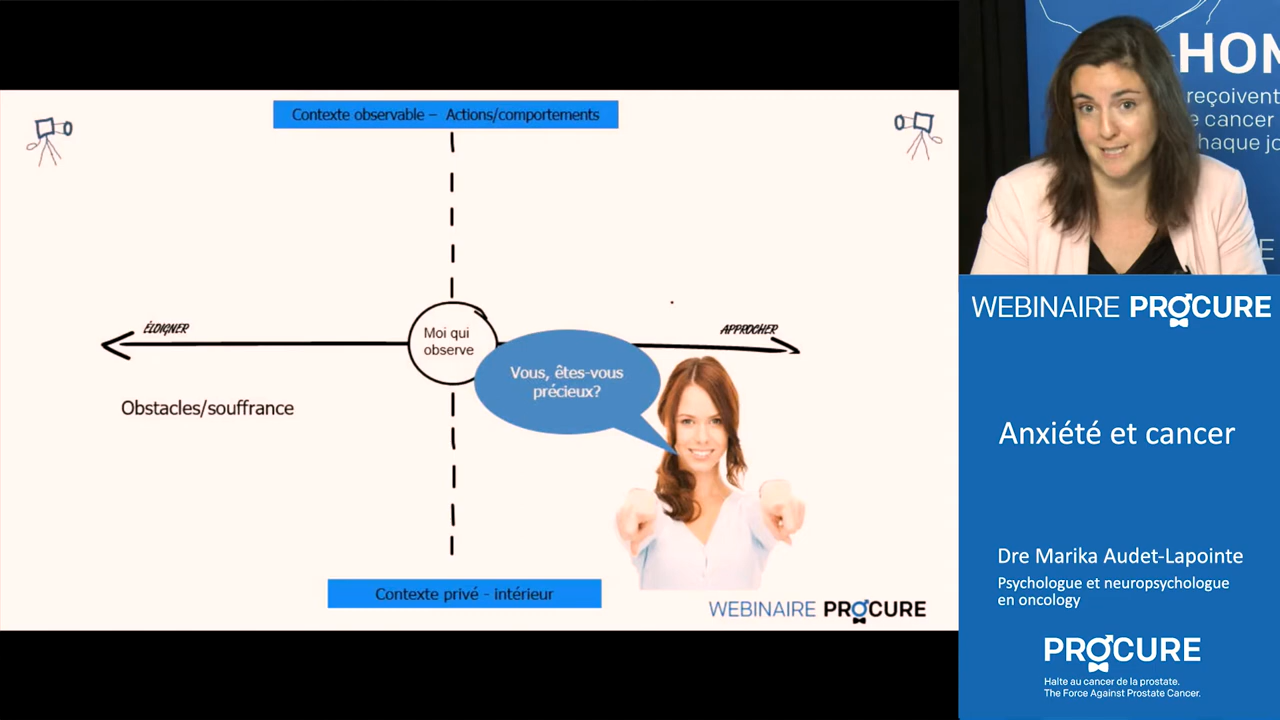 Contexte observable – Actions/comportements
ÉLOIGNER
APPROCHER
Moi qui
observe
Vous, êtes-vous
précieux?
Obstacles/souffrance
Contexte privé - intérieur
WEBINAIRE PROCURE
HOM
reçoivent
e cancer
haque jo
E
WEBINAIRE PROCURE
Anxiété et cancer
Dre Marika Audet-Lapointe
Psychologue et neuropsychologue
en oncology
PROCURE
Halte au cancer de la prostate.
The Force Against Prostate Cancer.